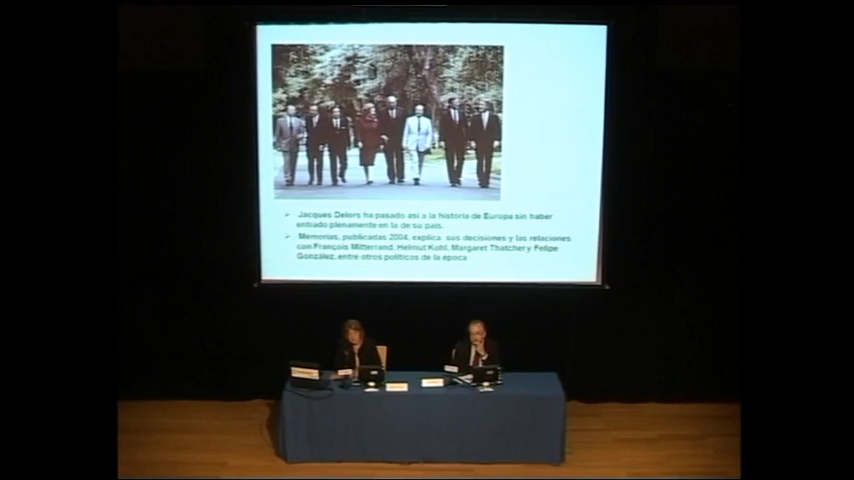 Jacques Delors ha pasado así a la historia de Europa sin haber
entrado plenamente en la de su país.
Memorias, publicadas 2004, explica sus decisiones y las relaciones
con François Mitterrand, Helmut Kohl, Margaret Thatcher y Felipe
González, entre otros políticos de la época